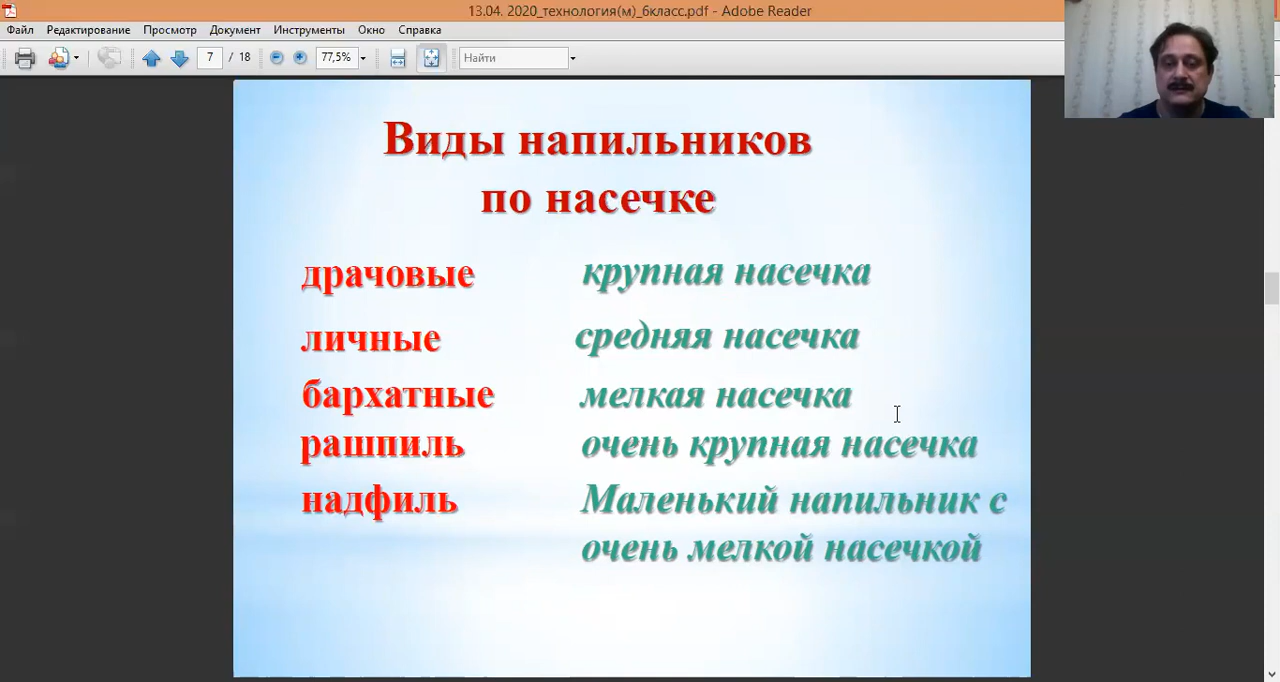 13.04. 2020_технология(м)_6класс.pdf - Adobe Reader
Файл Редактирование Просмотр Документ Инструменты Окно Справка
7 / 18 77,5% Найти
Виды напильников
по насечке
драчовые крупная насечка
личные средняя насечка
бархатные мелкая насечка
рашпиль очень крупная насечка
надфиль Маленький напильник с
очень мелкой насечкой